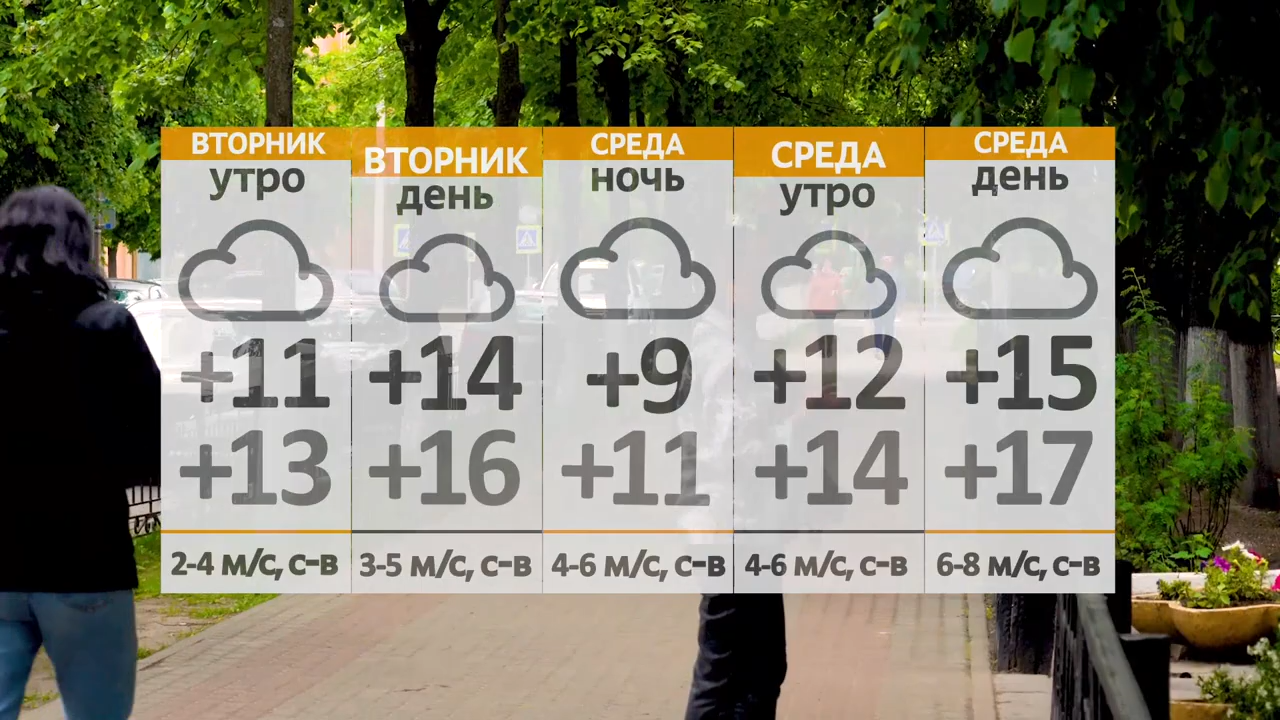 ВТОРНИК
утро
+11
+13
2-4 м/с, с-в
ВТОРНИК
день
+14
+16
3-5 м/с, с-в
СРЕДА
ночь
+9
+11
4-6 м/с, с-в
СРЕДА
утро
+12
+14
4-6 м/с, с-в
СРЕДА
день
+15
+17
6-8 м/с, с-в